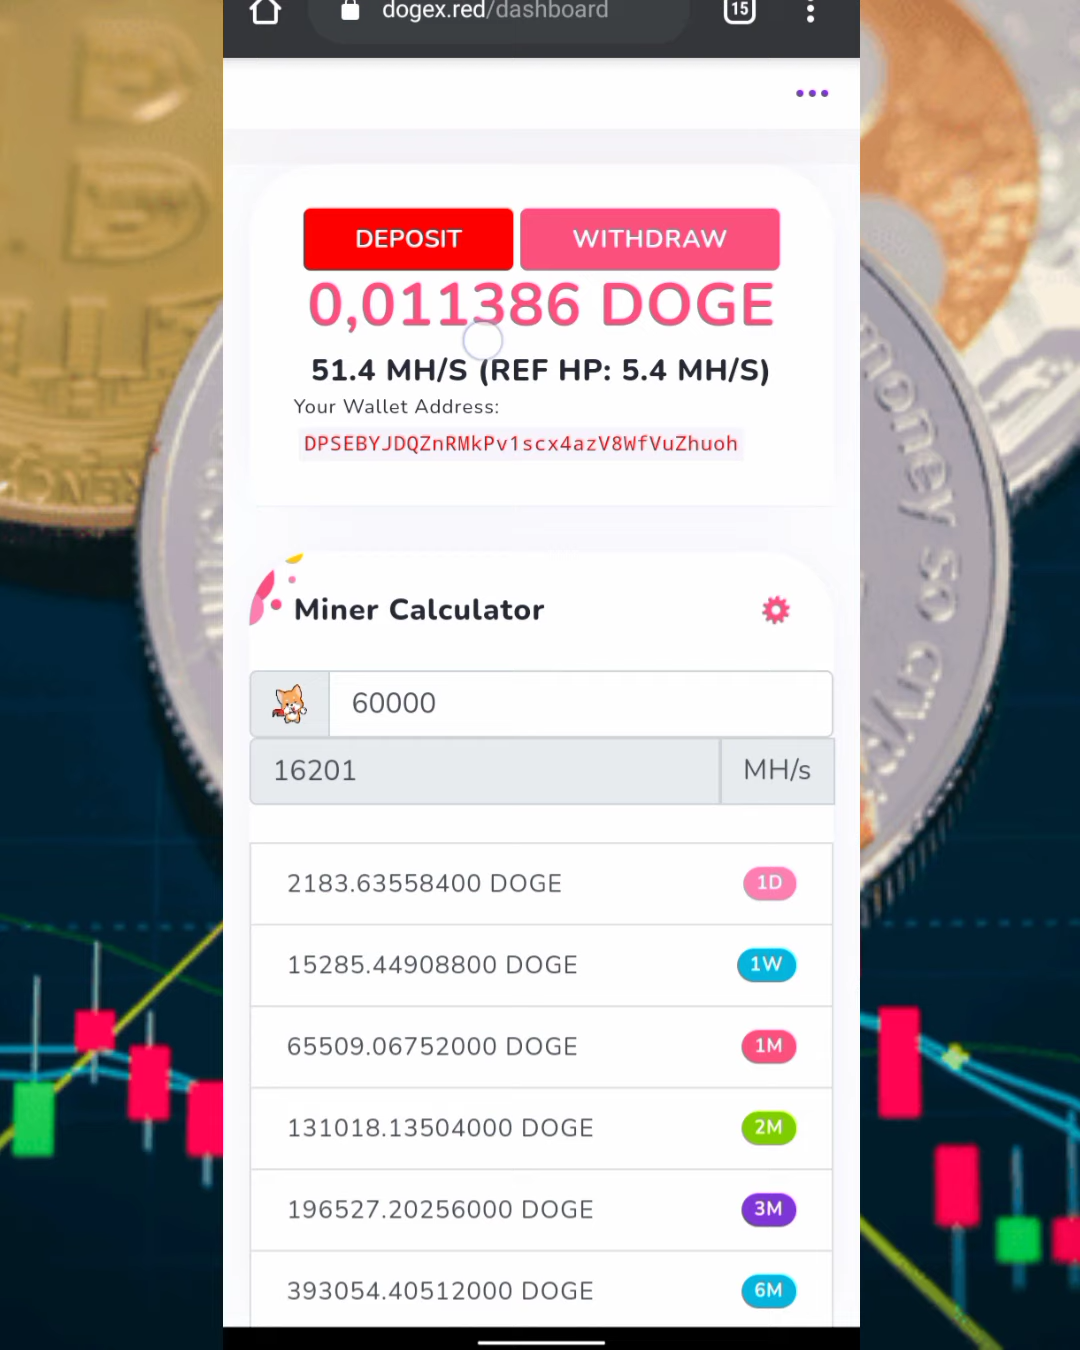 dogex.red/dashboard
15
DEPOSIT
WITHDRAW
0,011386 DOGE
51.4 MH/S (REF HP: 5.4 MH/S)
Your Wallet Address:
DPSEBYJDQZnRMkPv1scx4azV8WfVuZhuoh
Miner Calculator
60000
16201
MH/s
2183.63558400 DOGE
1D
15285.44908800 DOGE
1W
65509.06752000 DOGE
1M
131018.13504000 DOGE
2M
196527.20256000 DOGE
3M
393054.40512000 DOGE
6M
money so